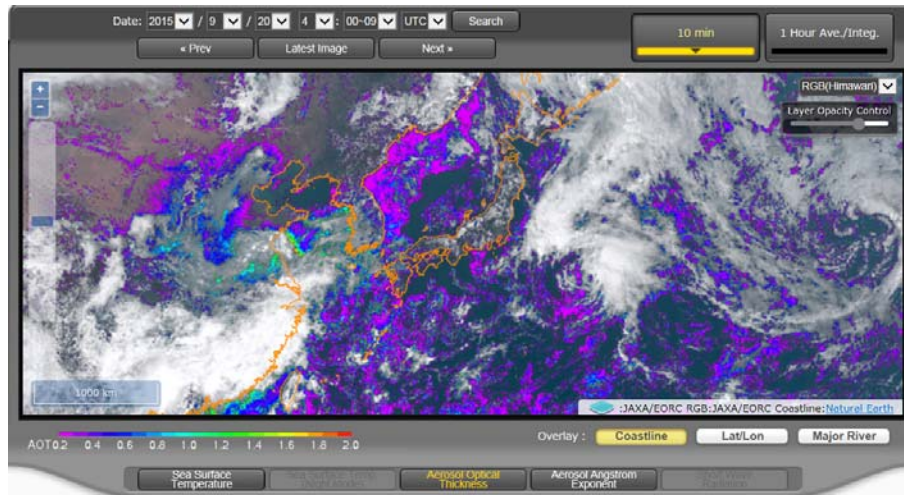 Date: 2015 / 9 / 20 4 : 00~09 UTC Search
« Prev Latest Image Next »
10 min
1 Hour Ave./Integ.
+
RGB(Himawari)
−
Layer Opacity Control
1000 km
:JAXA/EORC RGB:JAXA/EORC Coastline:Natural Earth
AOT0.2 0.4 0.6 0.8 1.0 1.2 1.4 1.6 1.8 2.0
Overlay : Coastline Lat/Lon Major River
Sea Surface
Temperature
Aerosol Optical
Thickness
Aerosol Angstrom
Exponent